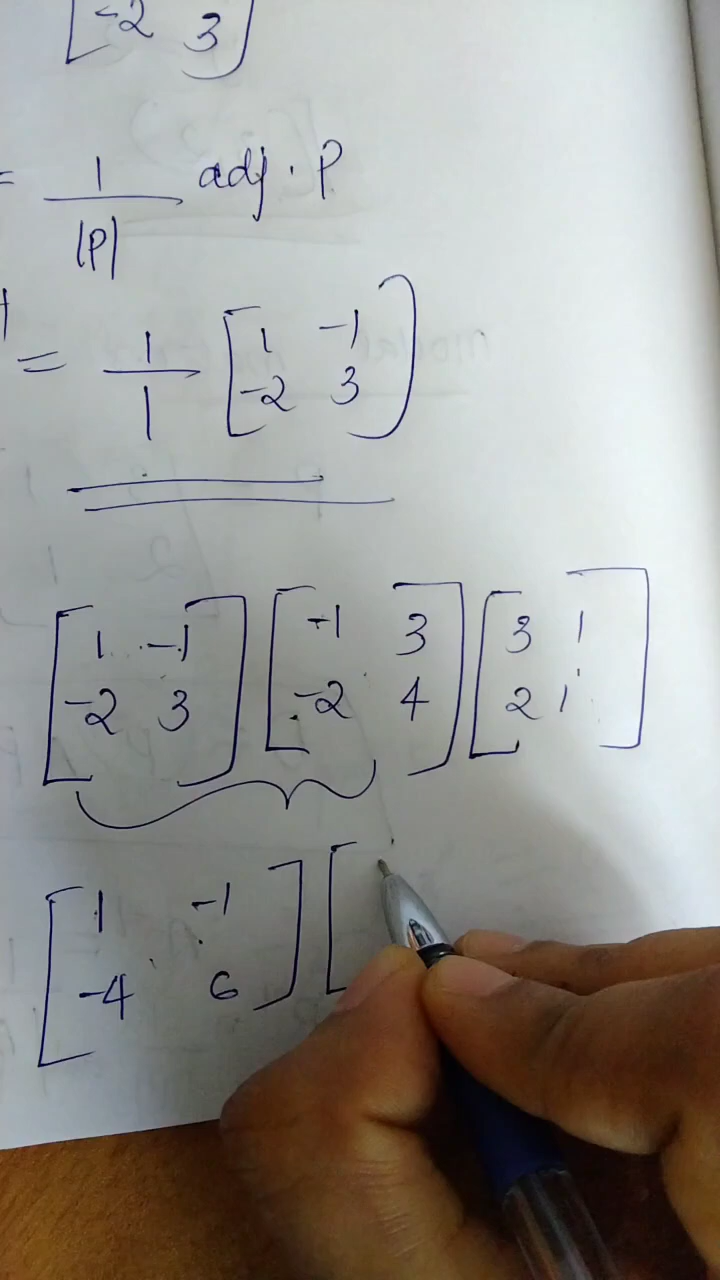 [-2 3]
= 1/|P| adj. P
= 1/1 [1 -1
-2 3]
[1 -1 [-1 3 [3 1
-2 3] -2 4] 2 1]
[1 -1 [
-4 6]